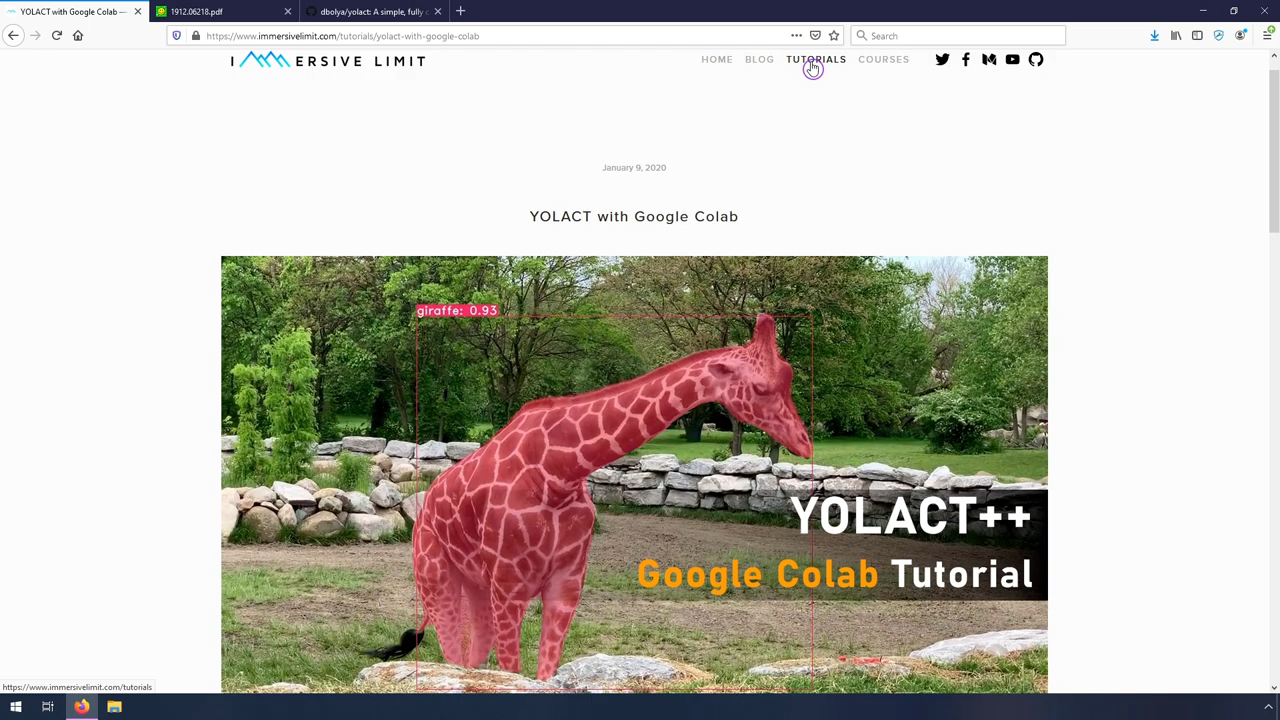 YOLACT with Google Colab —
1912.06218.pdf
dbolya/yolact: A simple, fully c
https://www.immersivelimit.com/tutorials/yolact-with-google-colab
Search
I ERSIVE LIMIT
HOME BLOG TUTORIALS COURSES
January 9, 2020
YOLACT with Google Colab
giraffe: 0.93
YOLACT++
Google Colab Tutorial
https://www.immersivelimit.com/tutorials